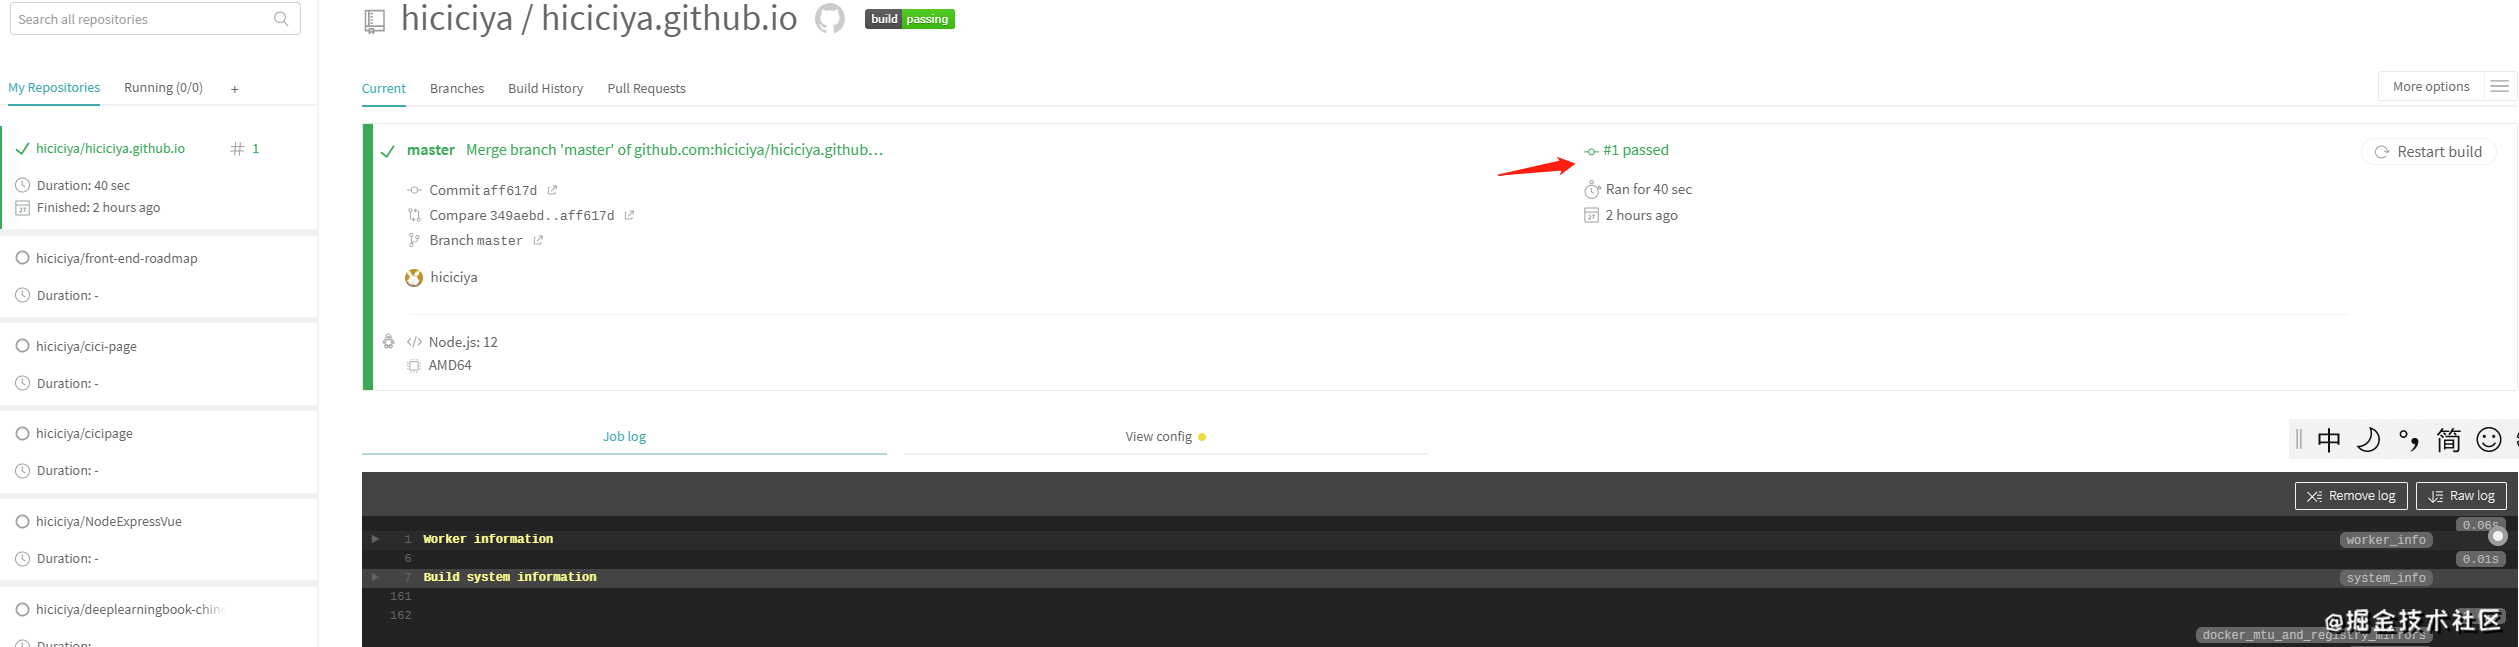 Search all repositories
My Repositories Running (0/0) +
hiciciya/hiciciya.github.io # 1
Duration: 40 sec
Finished: 2 hours ago
hiciciya/front-end-roadmap
Duration: -
hiciciya/cici-page
Duration: -
hiciciya/cicipage
Duration: -
hiciciya/NodeExpressVue
Duration: -
hiciciya/deeplearningbook-chine
Duration:
hiciciya / hiciciya.github.io build passing
Current Branches Build History Pull Requests More options
master Merge branch 'master' of github.com:hiciciya/hiciciya.github… #1 passed Restart build
Commit aff617d Ran for 40 sec
Compare 349aebd..aff617d 2 hours ago
Branch master
hiciciya
Node.js: 12
AMD64
Job log View config
中 °, 简
Remove log Raw log
0.06s
1 Worker information worker_info
6 0.01s
7 Build system information system_info
161
162
@掘金技术社区
docker_mtu_and_registry_mirrors